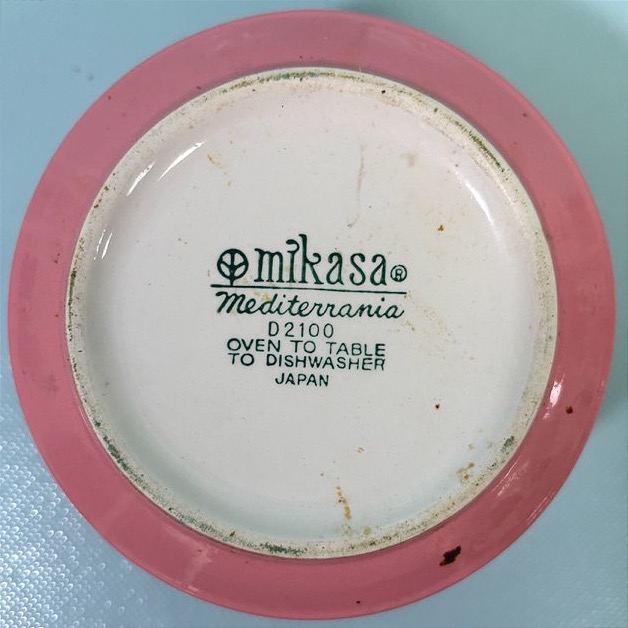 mikasa®
Mediterrania
D2100
OVEN TO TABLE
TO DISHWASHER
JAPAN